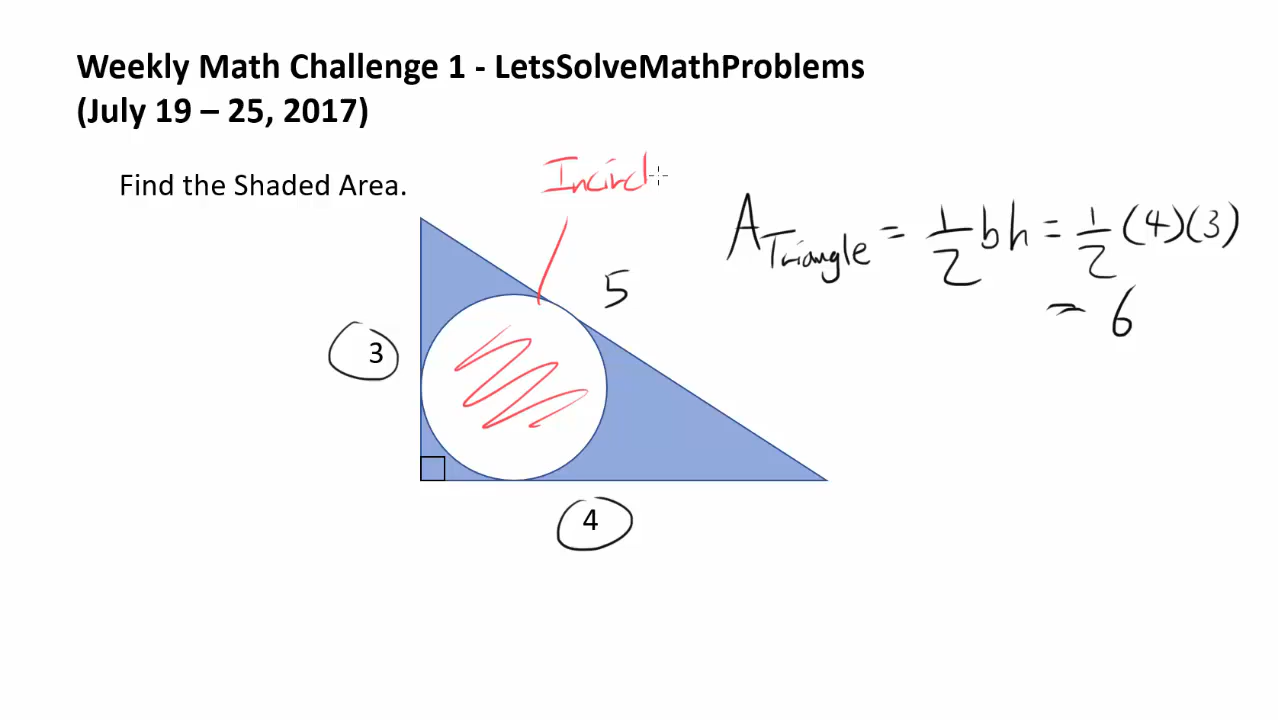 Weekly Math Challenge 1 - LetsSolveMathProblems
(July 19 – 25, 2017)
Find the Shaded Area.
Incircl
A Triangle = 1/2 bh = 1/2 (4)(3)
= 6
5
3
4